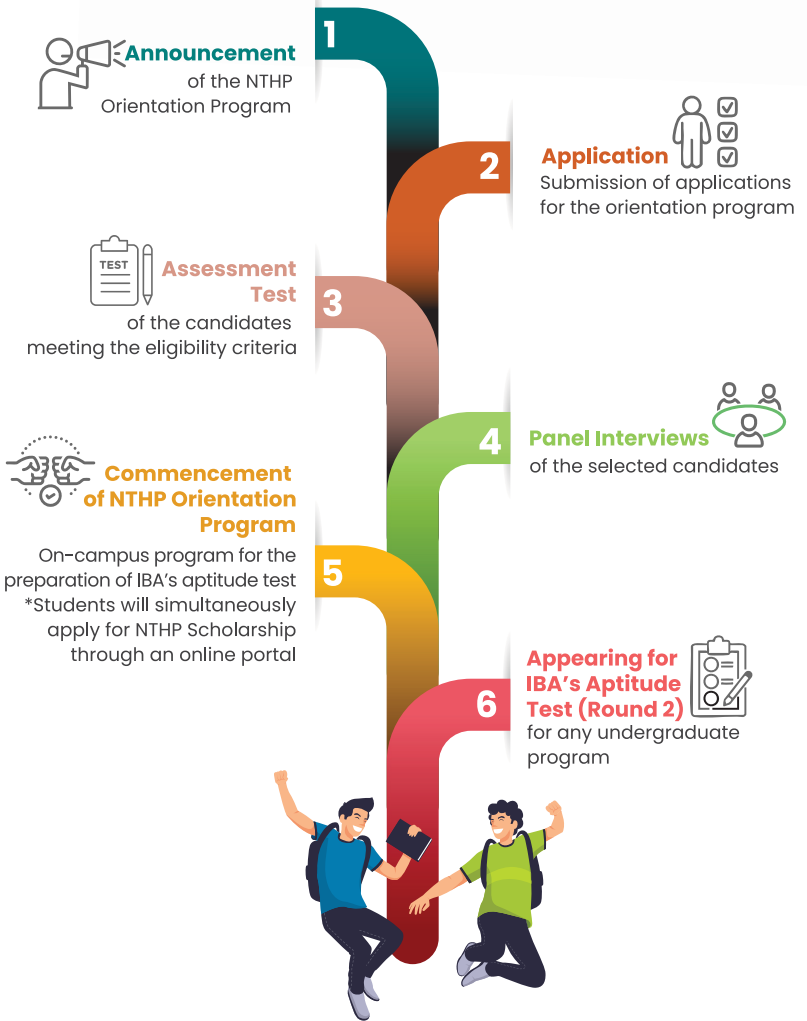 1
Announcement
of the NTHP
Orientation Program
2
Application
Submission of applications
for the orientation program
TEST
Assessment
Test
3
of the candidates
meeting the eligibility criteria
4
Panel Interviews
of the selected candidates
Commencement
of NTHP Orientation
Program
On-campus program for the
preparation of IBA's aptitude test
*Students will simultaneously
apply for NTHP Scholarship
through an online portal
5
Appearing for
IBA's Aptitude
Test (Round 2)
6
for any undergraduate
program